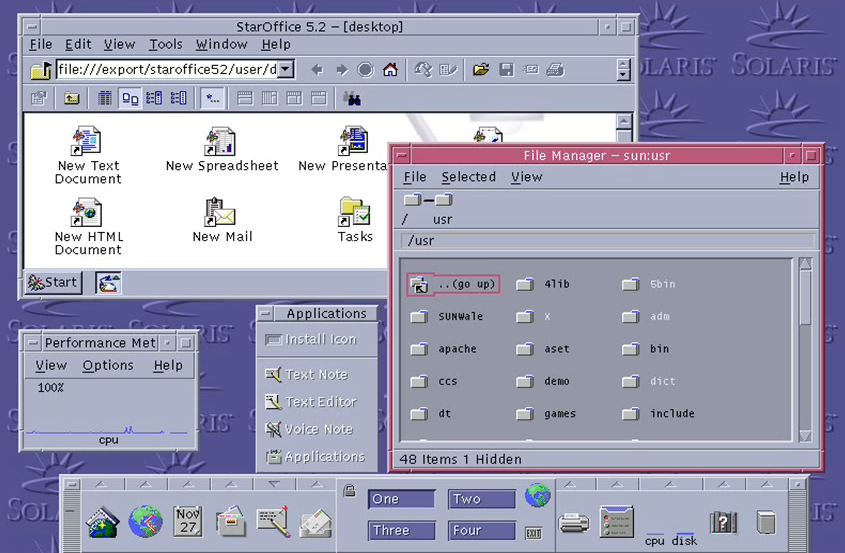 StarOffice 5.2 – [desktop]
File Edit View Tools Window Help
file:///export/staroffice52/user/d
New Text
Document
New Spreadsheet
New Presenta
New HTML
Document
New Mail
Tasks
Start
File Manager – sun:usr
File Selected View Help
/ usr
/usr
..(go up) 4lib 5bin
SUNWale X adm
apache aset bin
ccs demo dict
dt games include
48 Items 1 Hidden
Applications
Install Icon
Text Note
Text Editor
Voice Note
Applications
Performance Met
View Options Help
100%
cpu
SOLARIS
Nov
27
One Two
Three Four
EXIT
cpu disk